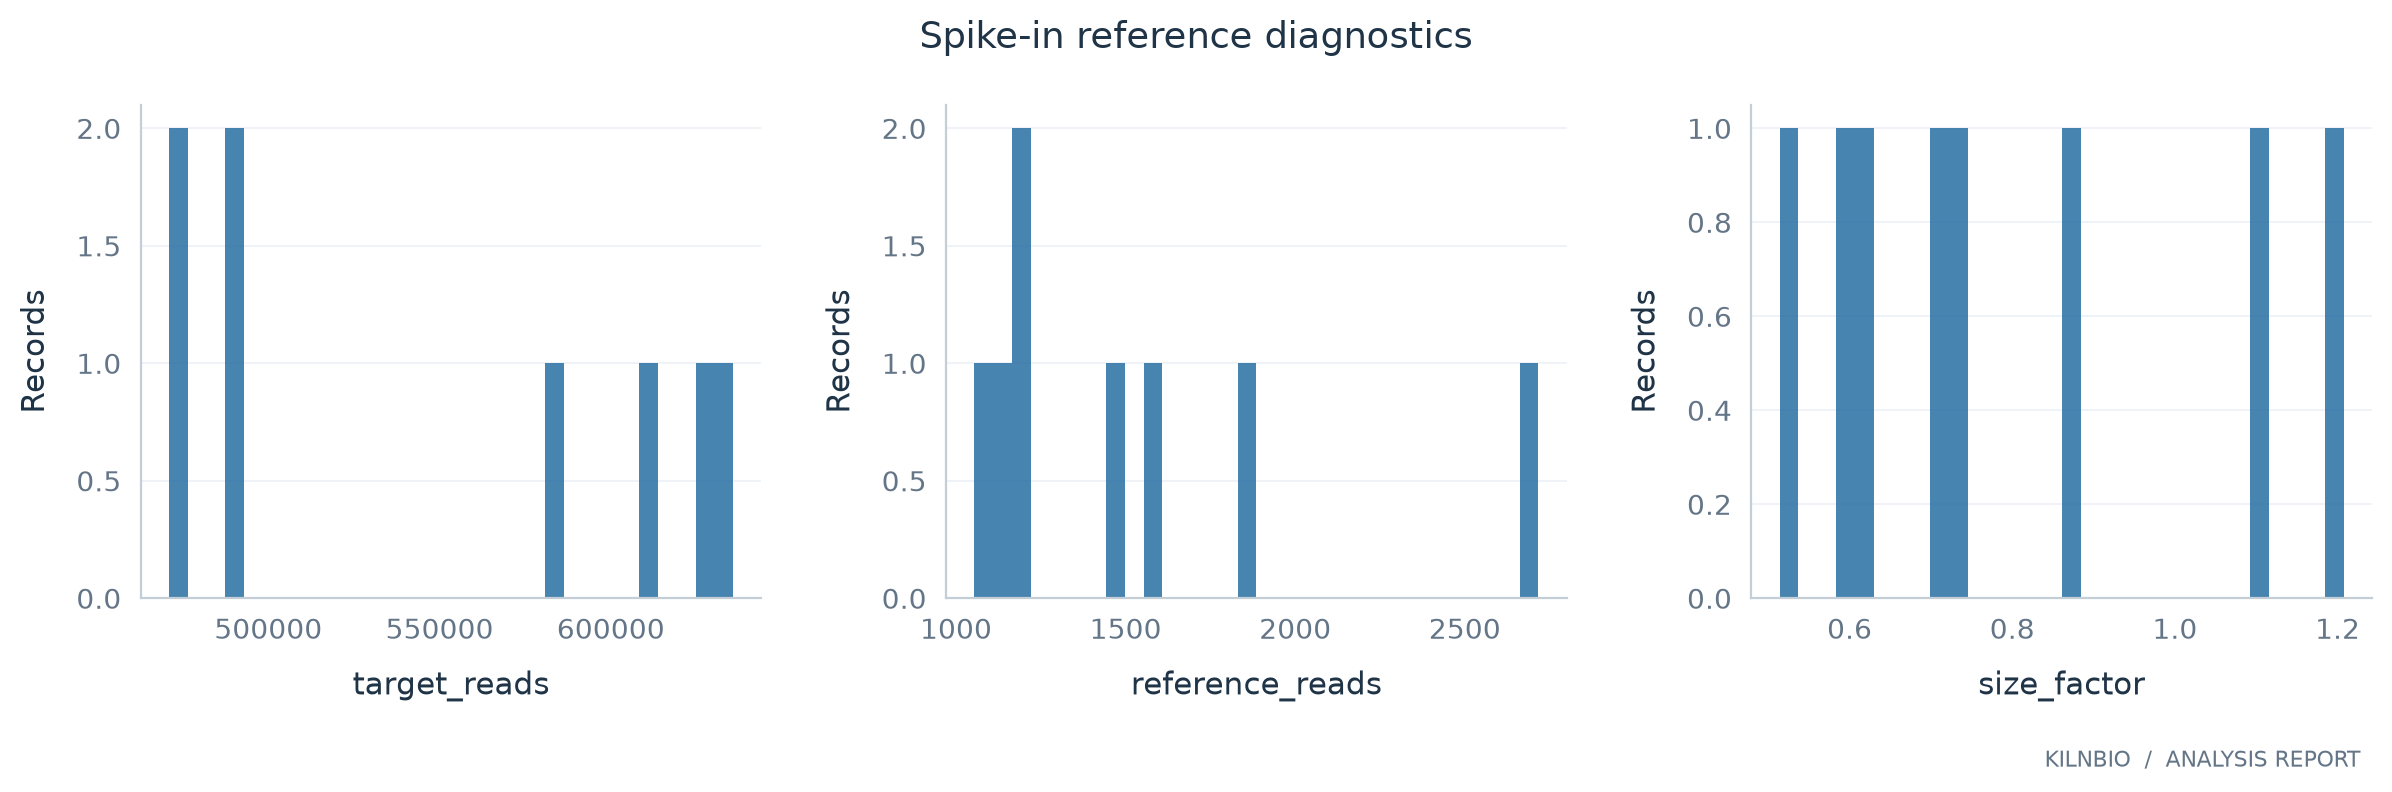 Spike-in reference diagnostics
Records
2.0
1.5
1.0
0.5
0.0
500000 550000 600000
target_reads
Records
2.0
1.5
1.0
0.5
0.0
1000 1500 2000 2500
reference_reads
Records
1.0
0.8
0.6
0.4
0.2
0.0
0.6 0.8 1.0 1.2
size_factor
KILNBIO / ANALYSIS REPORT